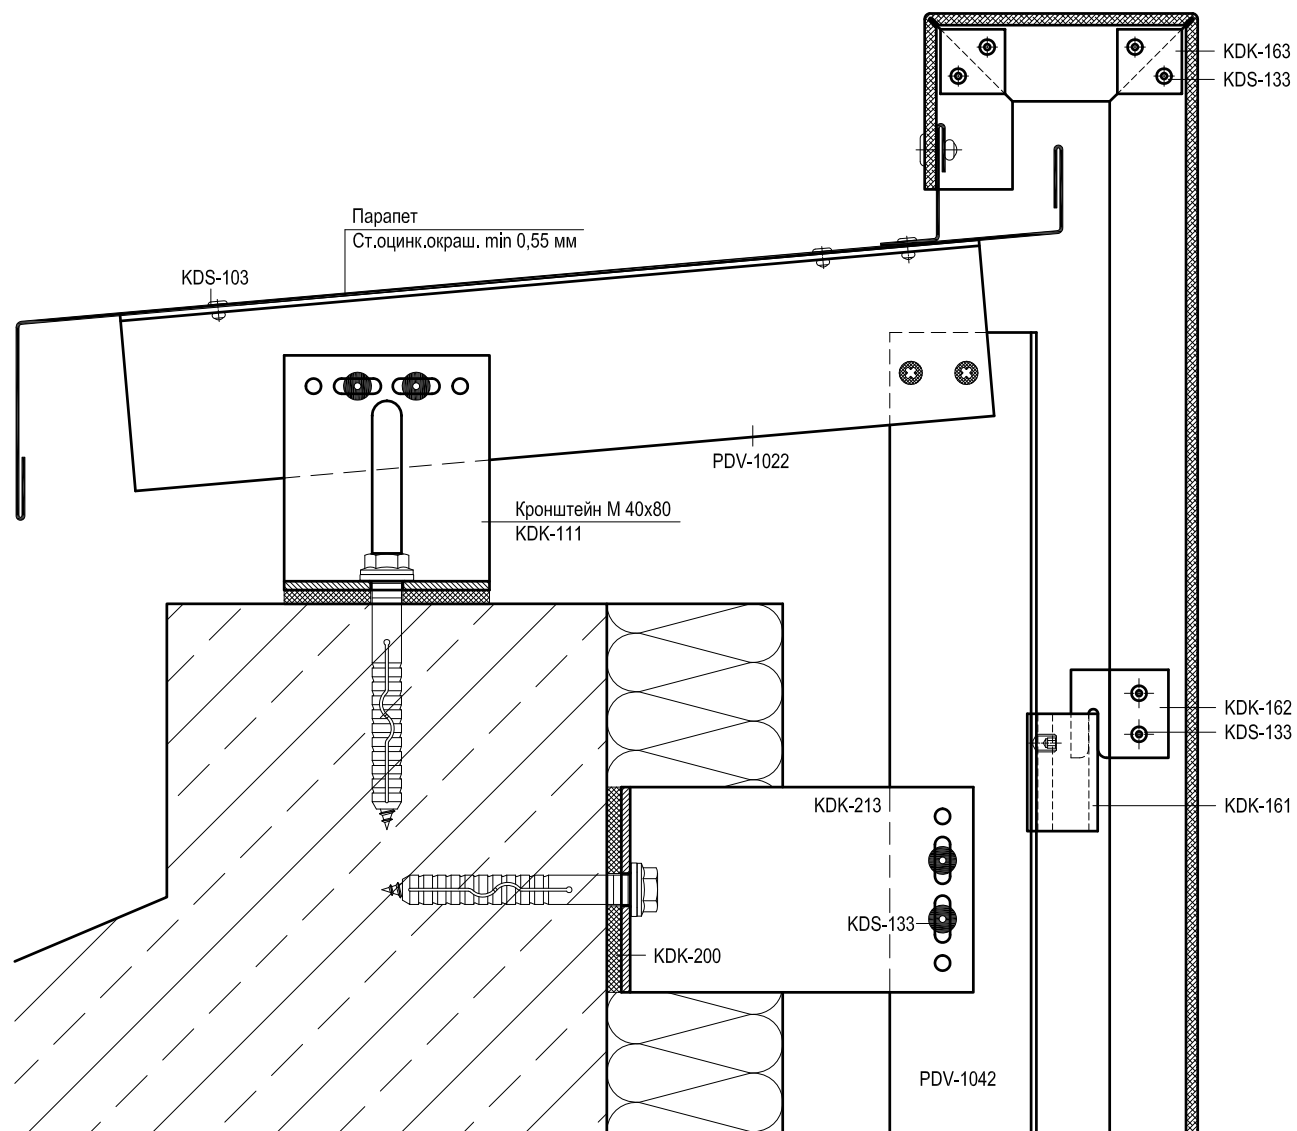 KDK-163
KDS-133
Парапет
Ст.оцинк.окраш. min 0,55 мм
KDS-103
PDV-1022
Кронштейн М 40х80
KDK-111
KDK-162
KDS-133
KDK-213
KDK-161
KDS-133
KDK-200
PDV-1042